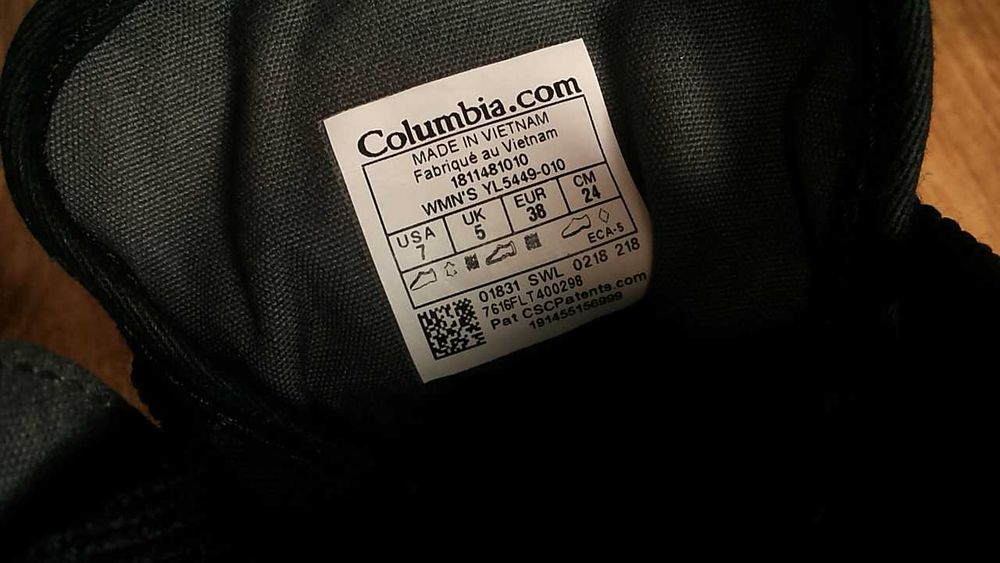 Columbia.com
MADE IN VIETNAM
Fabriqué au Vietnam
1811481010
WMN'S YL5449-010
USA UK EUR CM
7 5 38 24
ECA-5
01831 SWL 0218 218
7616FLT400298
Pat CSCPatents.com
191455156999